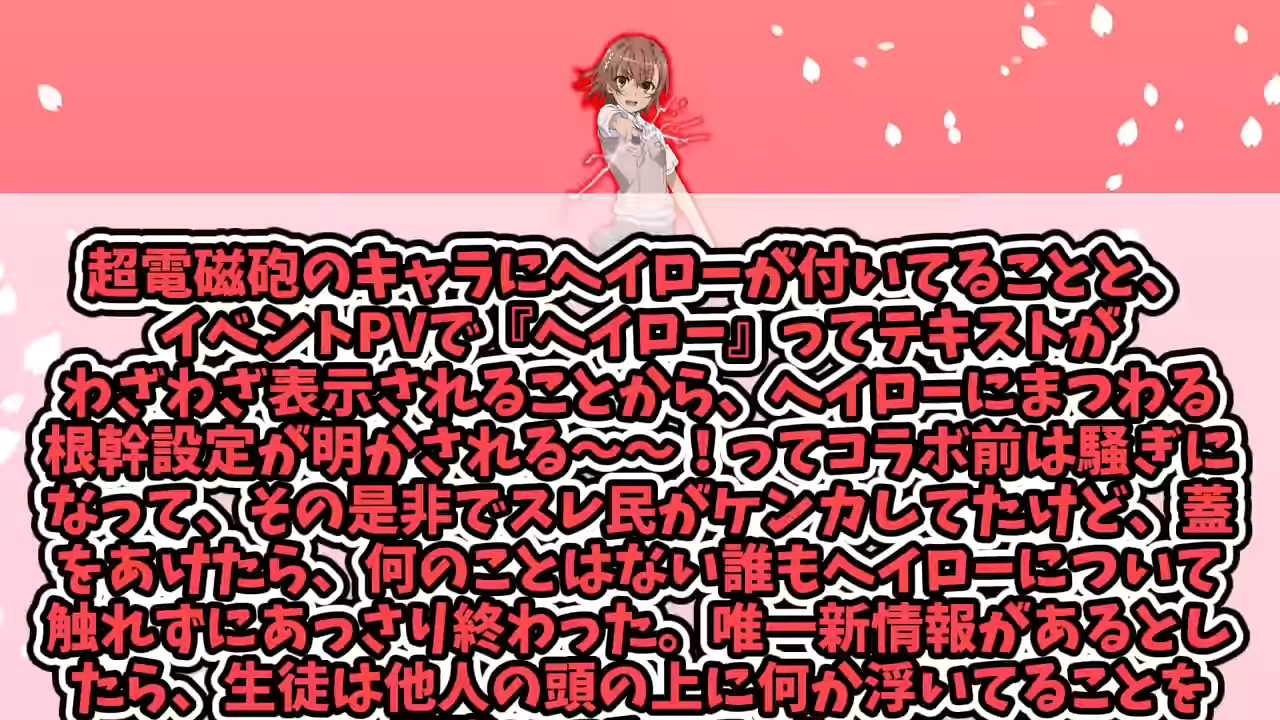 超電磁砲のキャラにヘイローが付いてることと、
イベントPVで『ヘイロー』ってテキストが
わざわざ表示されることから、ヘイローにまつわる
根幹設定が明かされる〜〜！ってコラボ前は騒ぎに
なって、その是非でスレ民がケンカしてたけど、蓋
をあけたら、何のことはない誰もヘイローについて
触れずにあっさり終わった。唯一新情報があるとし
たら、生徒は他人の頭の上に何か浮いてることを